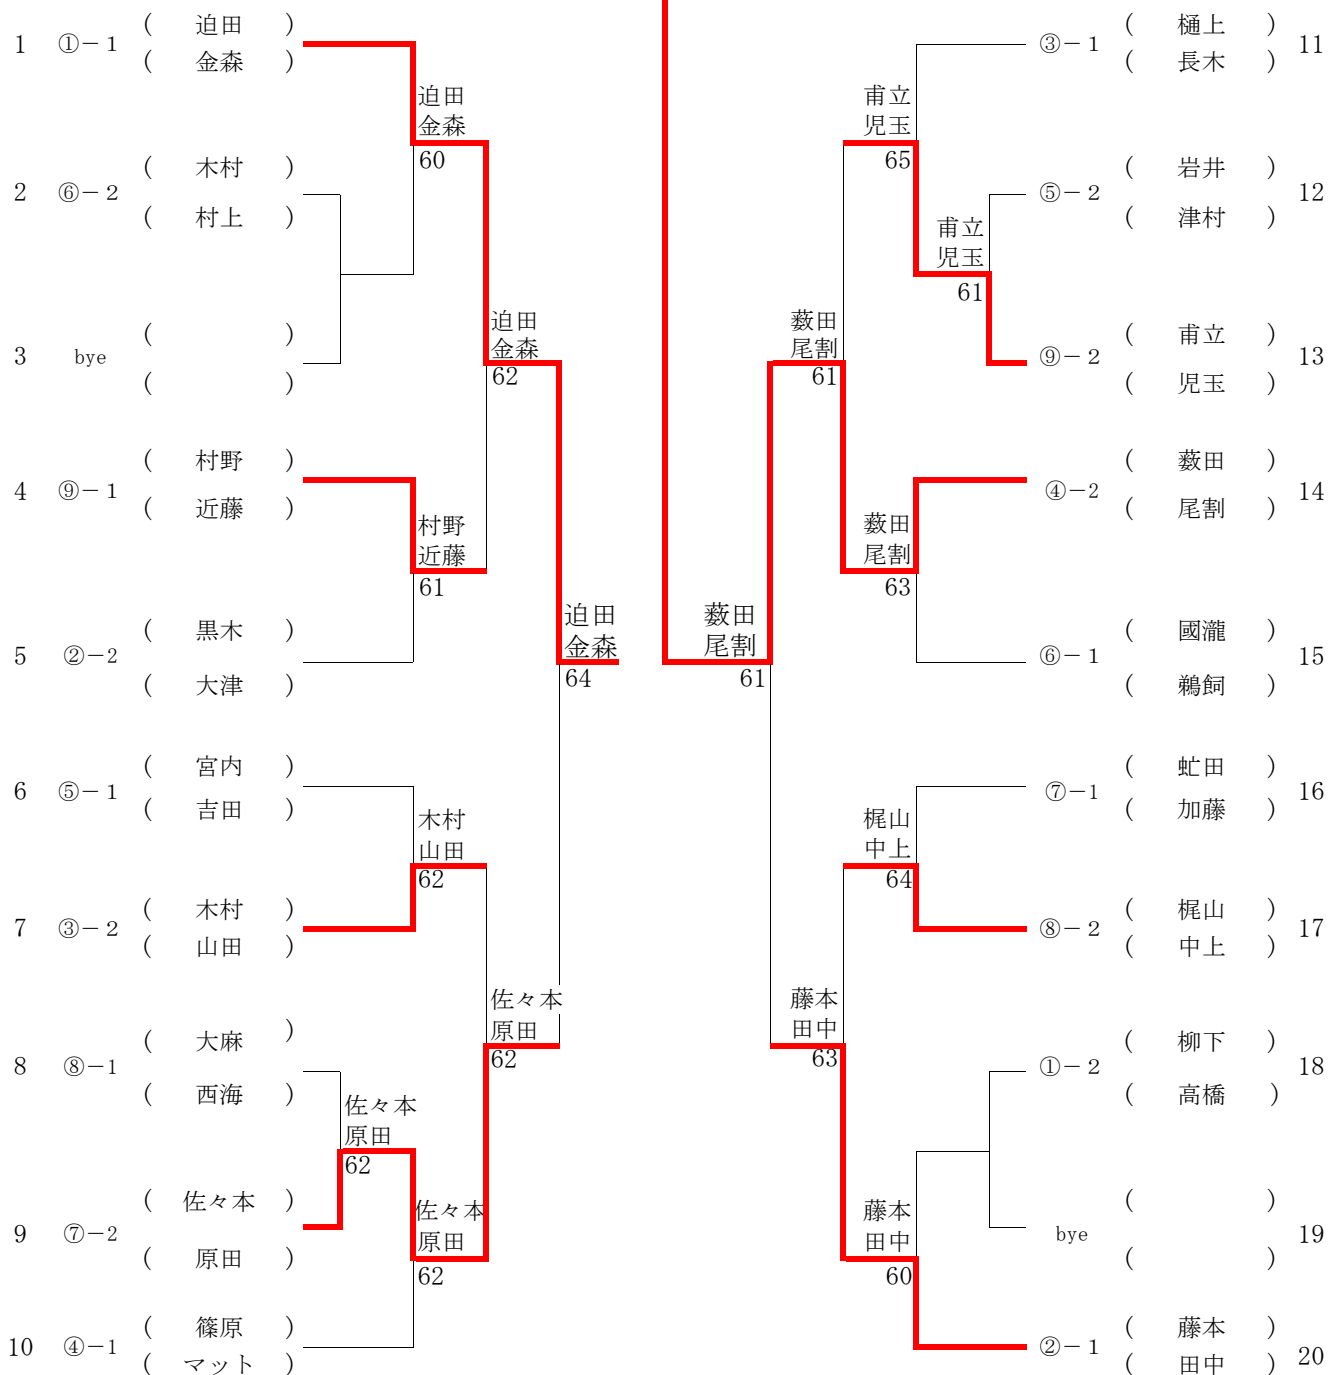 1 ①－1 ( 迫田 )
( 金森 )
迫田
金森
60
2 ⑥－2 ( 木村 )
( 村上 )
3 bye ( )
( )
迫田
金森
62
4 ⑨－1 ( 村野 )
( 近藤 )
村野
近藤
61
5 ②－2 ( 黒木 )
( 大津 )
迫田
金森
64
6 ⑤－1 ( 宮内 )
( 吉田 )
木村
山田
62
7 ③－2 ( 木村 )
( 山田 )
佐々本
原田
62
8 ⑧－1 ( 大麻 )
( 西海 )
佐々本
原田
62
9 ⑦－2 ( 佐々本 )
( 原田 )
佐々本
原田
62
10 ④－1 ( 篠原 )
( マット )
③－1 ( 樋上 ) 11
( 長木 )
甫立
児玉
65
⑤－2 ( 岩井 ) 12
( 津村 )
甫立
児玉
61
⑨－2 ( 甫立 ) 13
( 児玉 )
薮田
尾割
61
④－2 ( 薮田 ) 14
( 尾割 )
薮田
尾割
63
⑥－1 ( 國瀧 ) 15
( 鵜飼 )
薮田
尾割
61
⑦－1 ( 虻田 ) 16
( 加藤 )
梶山
中上
64
⑧－2 ( 梶山 ) 17
( 中上 )
藤本
田中
63
①－2 ( 柳下 ) 18
( 高橋 )
bye ( ) 19
( )
藤本
田中
60
②－1 ( 藤本 ) 20
( 田中 )